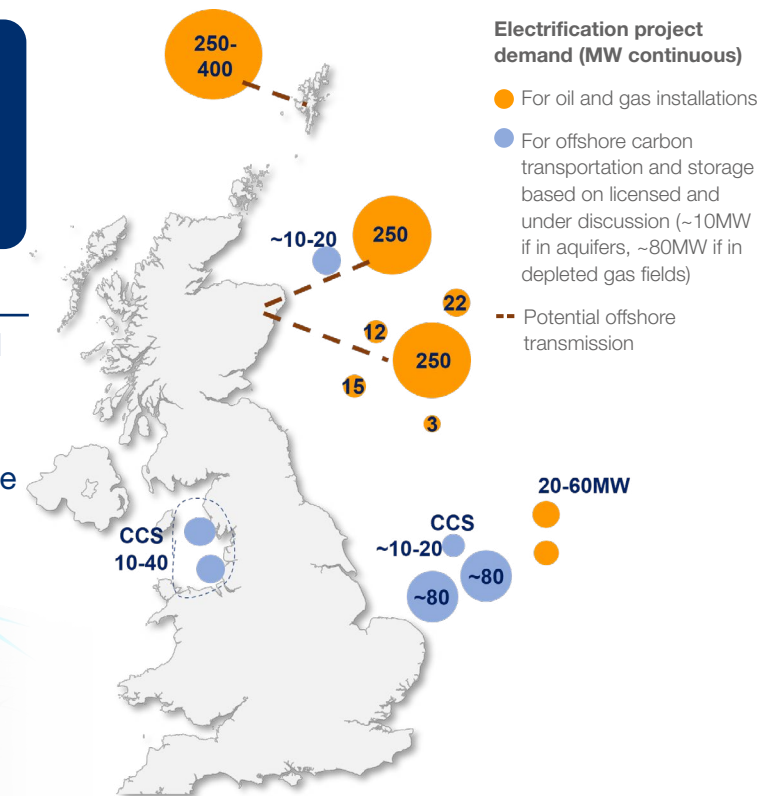 Electrification project
demand (MW continuous)
For oil and gas installations
For offshore carbon
transportation and storage
based on licensed and
under discussion (~10MW
if in aquifers, ~80MW if in
depleted gas fields)
Potential offshore
transmission
250-
400
~10-20
250
22
12
250
15
3
20-60MW
CCS
~10-20
~80
~80
CCS
10-40
e